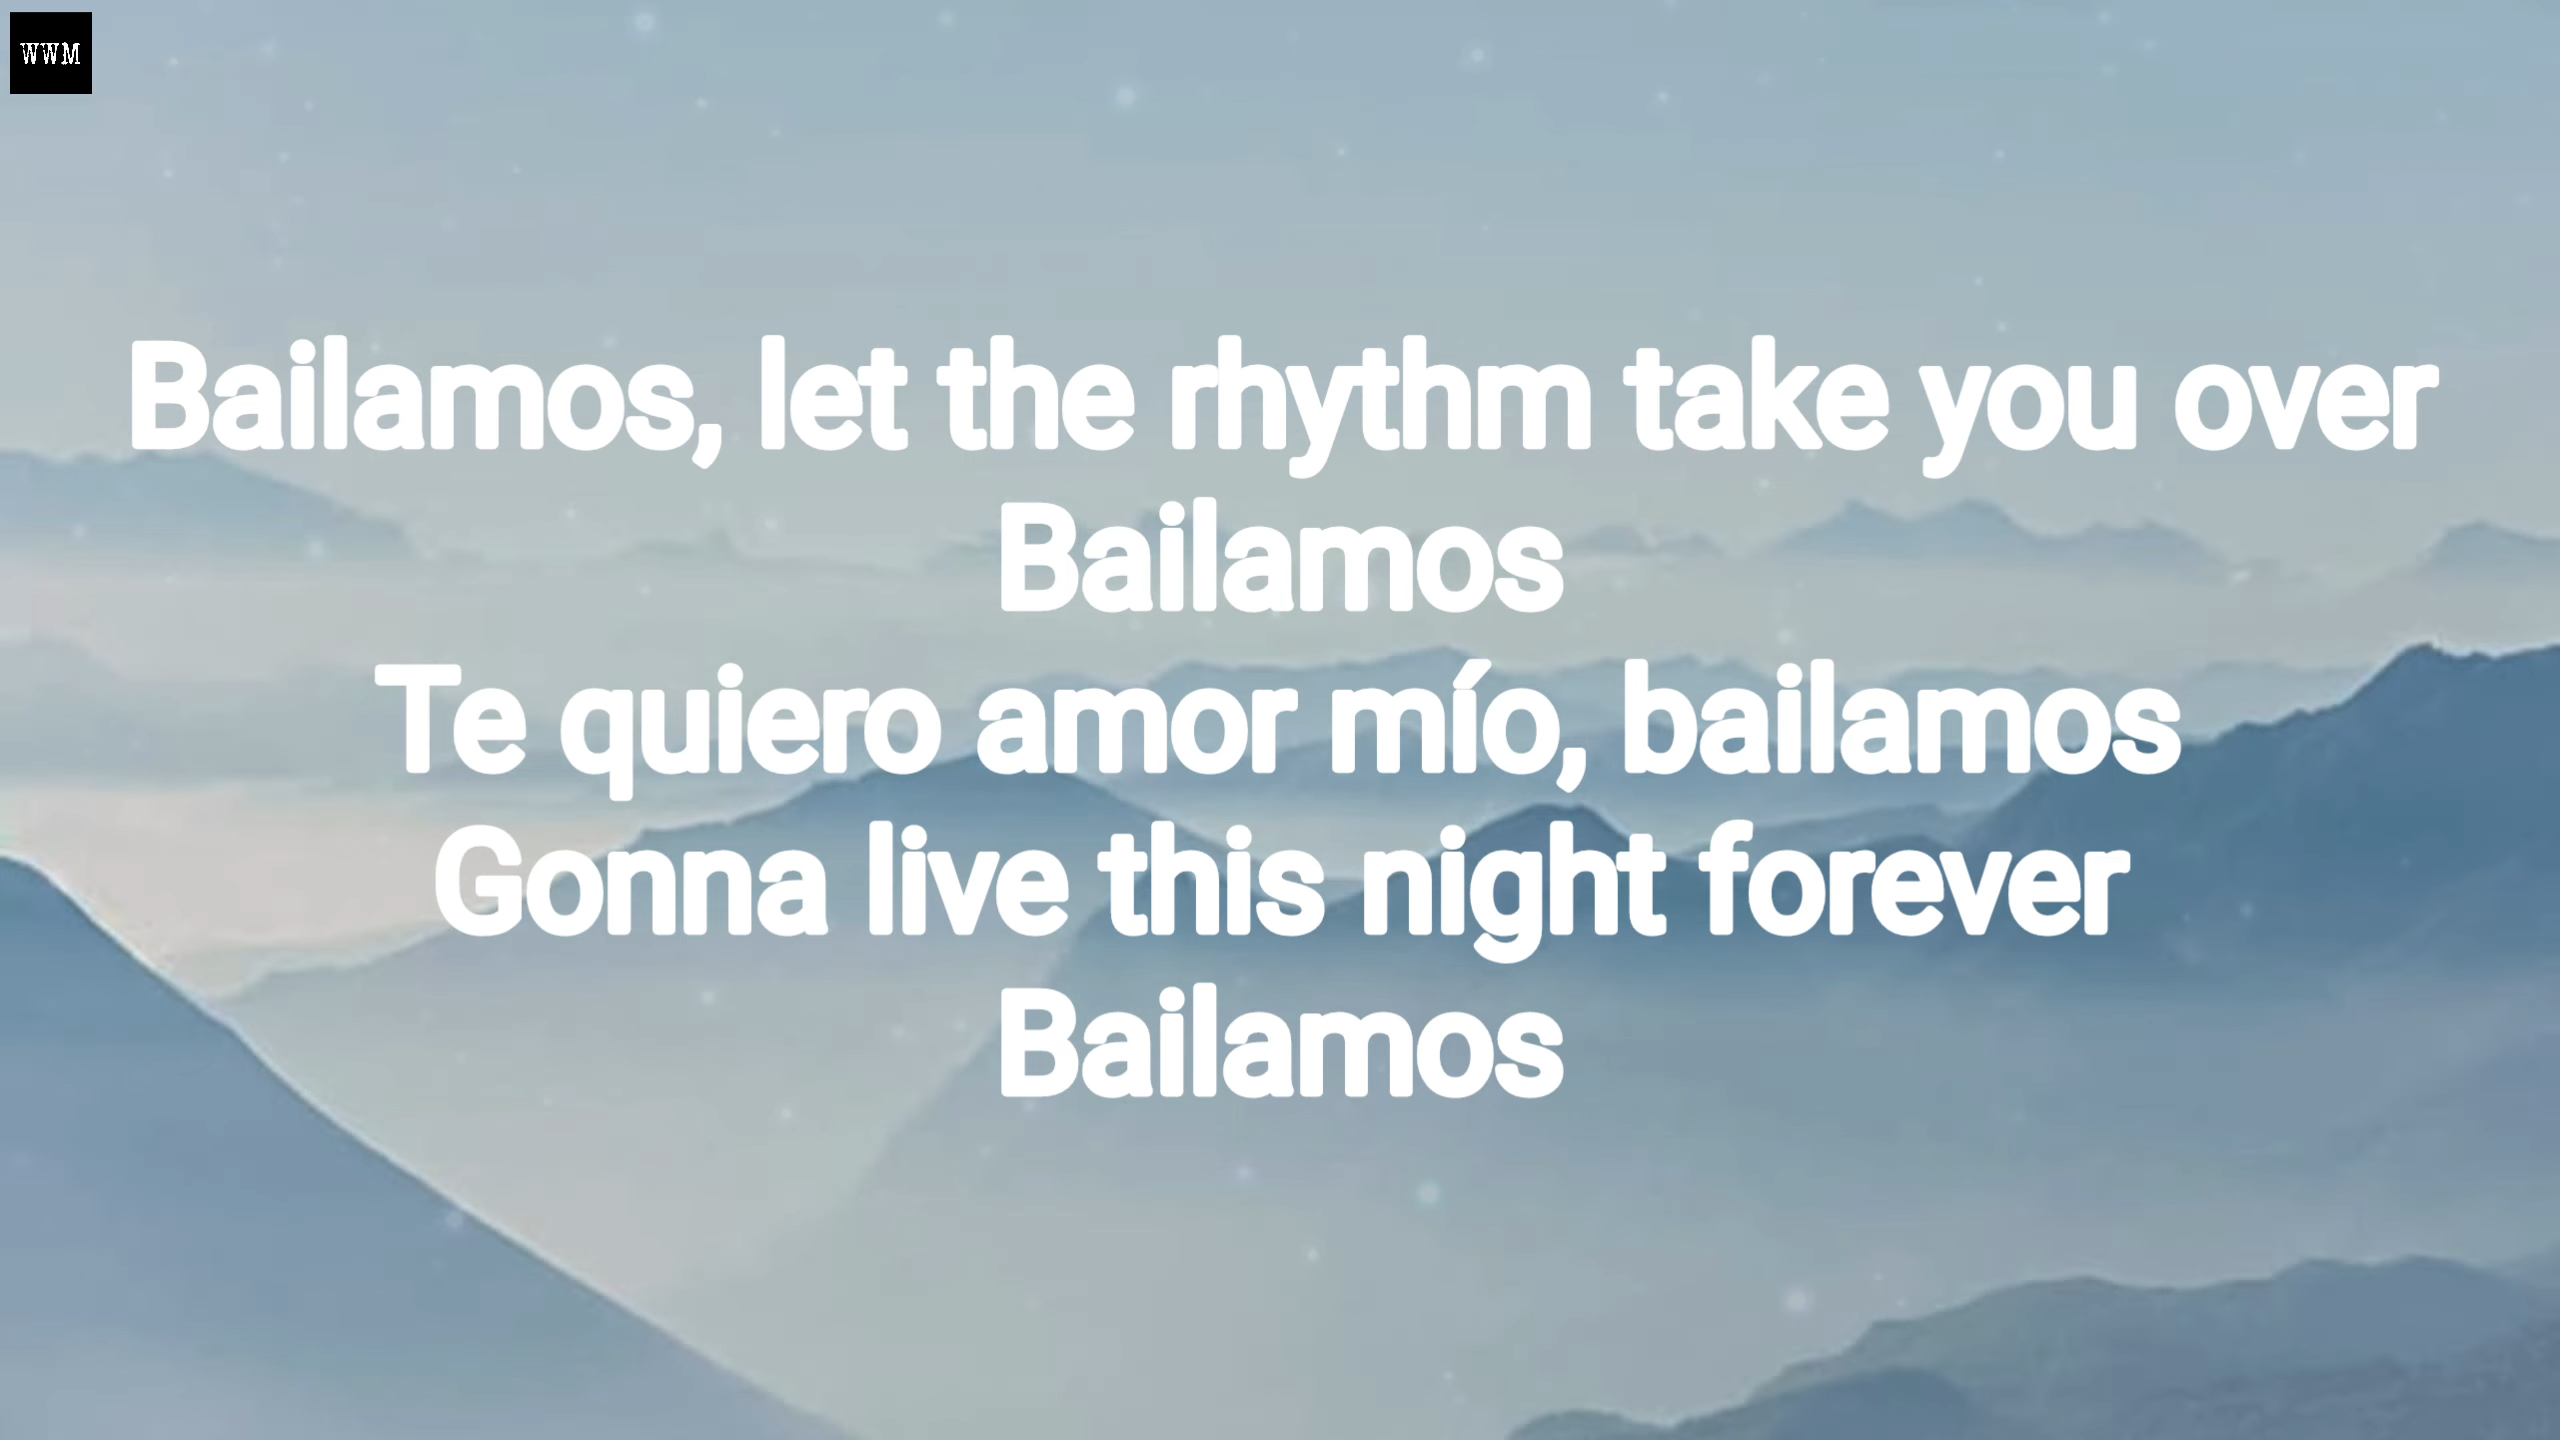 WWM
Bailamos, let the rhythm take you over
Bailamos
Te quiero amor mío, bailamos
Gonna live this night forever
Bailamos